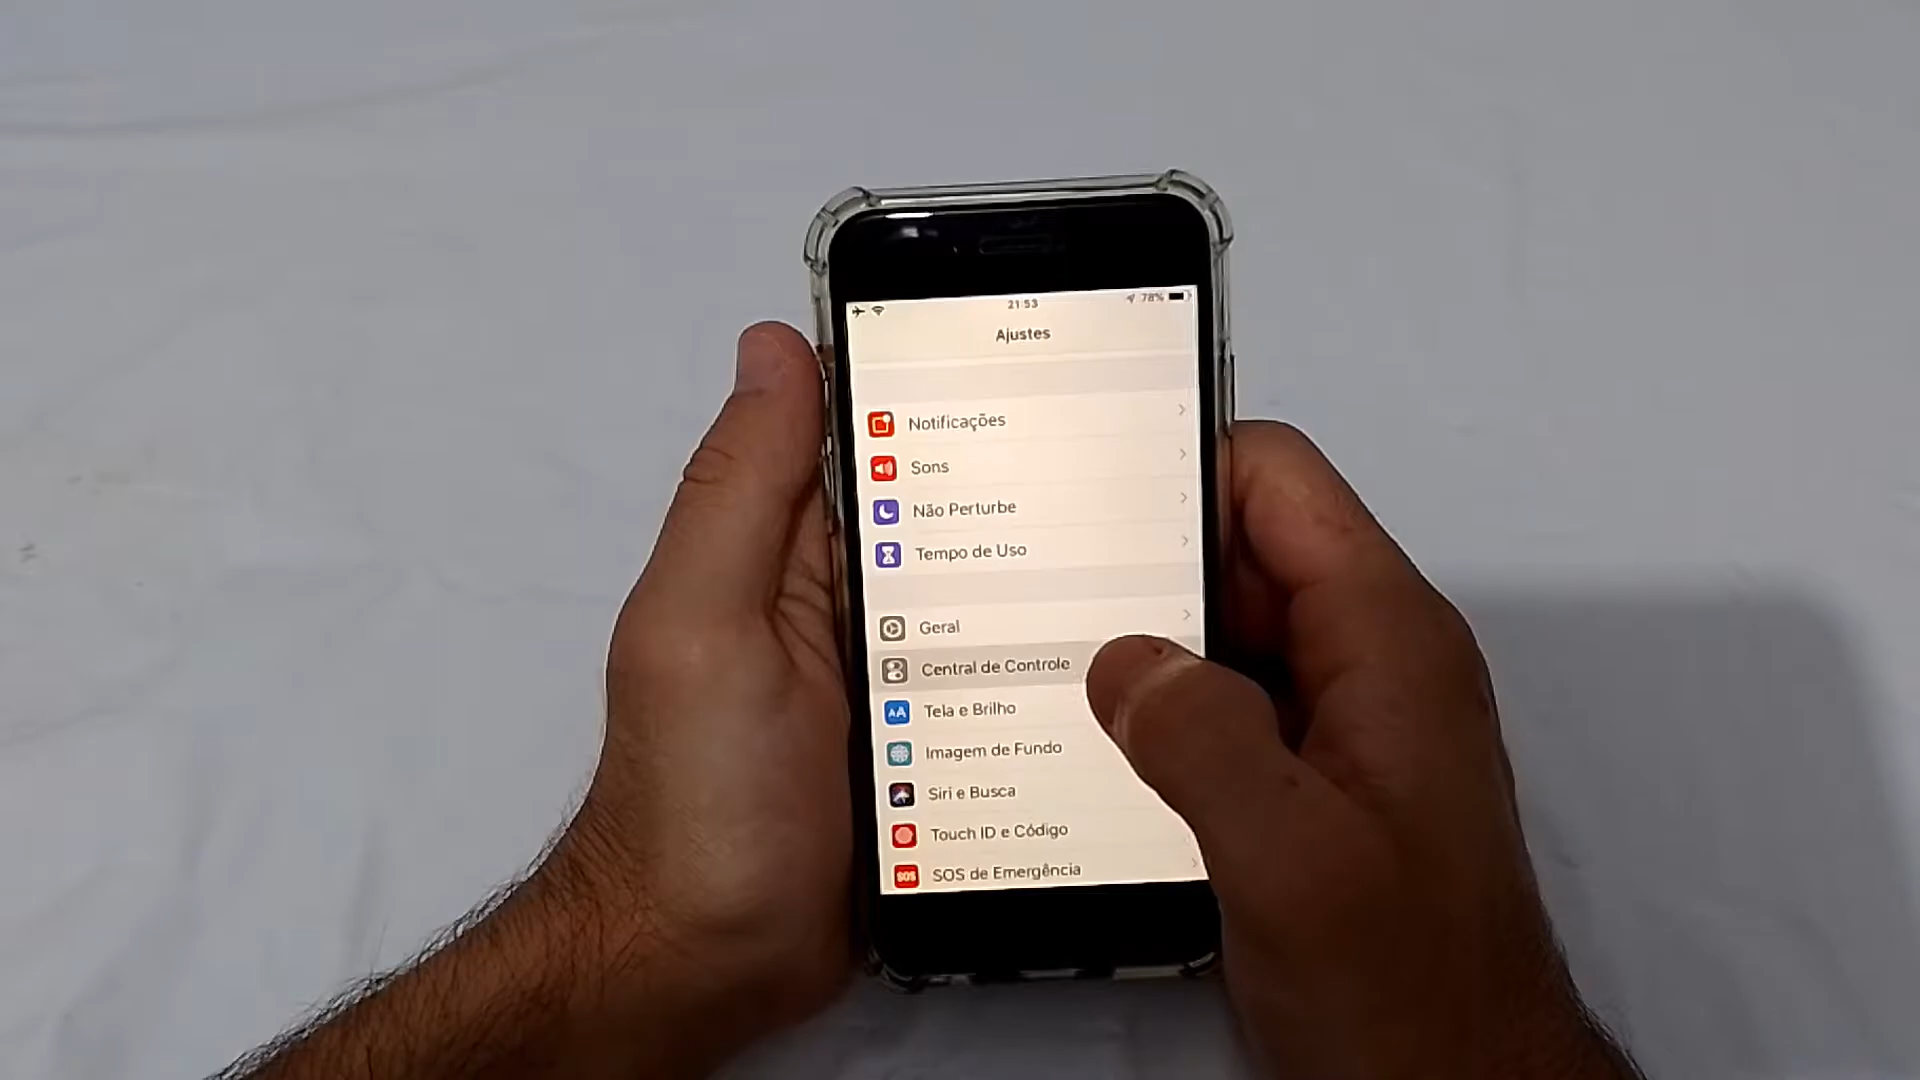 21:53
78%
Ajustes
Notificações
Sons
Não Perturbe
Tempo de Uso
Geral
Central de Controle
AA Tela e Brilho
Imagem de Fundo
Siri e Busca
Touch ID e Código
SOS SOS de Emergência